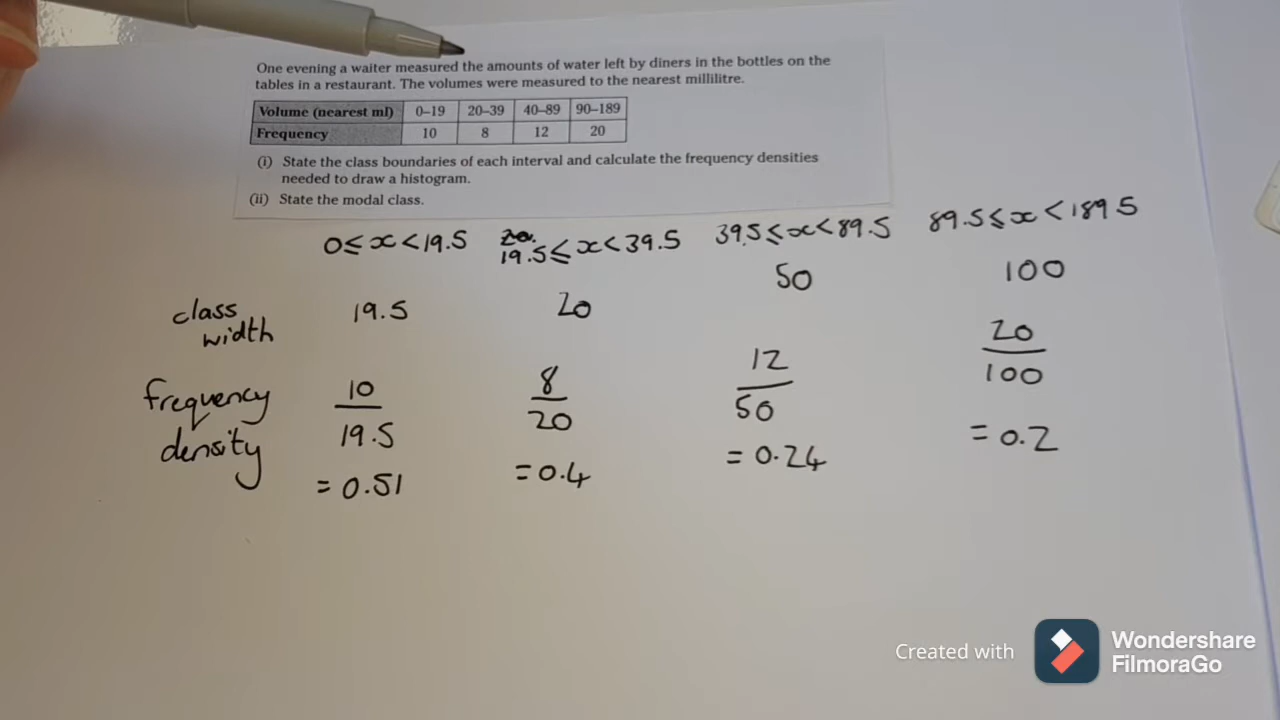 One evening a waiter measured the amounts of water left by diners in the bottles on the
tables in a restaurant. The volumes were measured to the nearest millilitre.
Volume (nearest ml) 0–19 20–39 40–89 90–189
Frequency 10 8 12 20
(i) State the class boundaries of each interval and calculate the frequency densities
needed to draw a histogram.
(ii) State the modal class.
0≤x<19.5 19.5≤x<39.5 39.5≤x<89.5 89.5≤x<189.5
class width 19.5 20 50 100
frequency density 10/19.5 8/20 12/50 20/100
=0.51 =0.4 =0.24 =0.2
Created with Wondershare
FilmoraGo